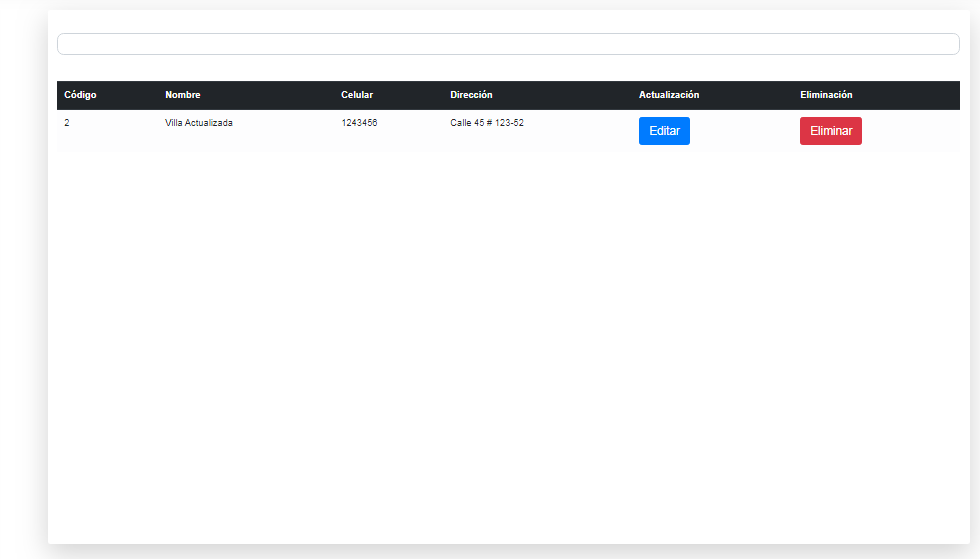 Código Nombre Celular Dirección Actualización Eliminación
2 Villa Actualizada 1243456 Calle 45 # 123-52 Editar Eliminar